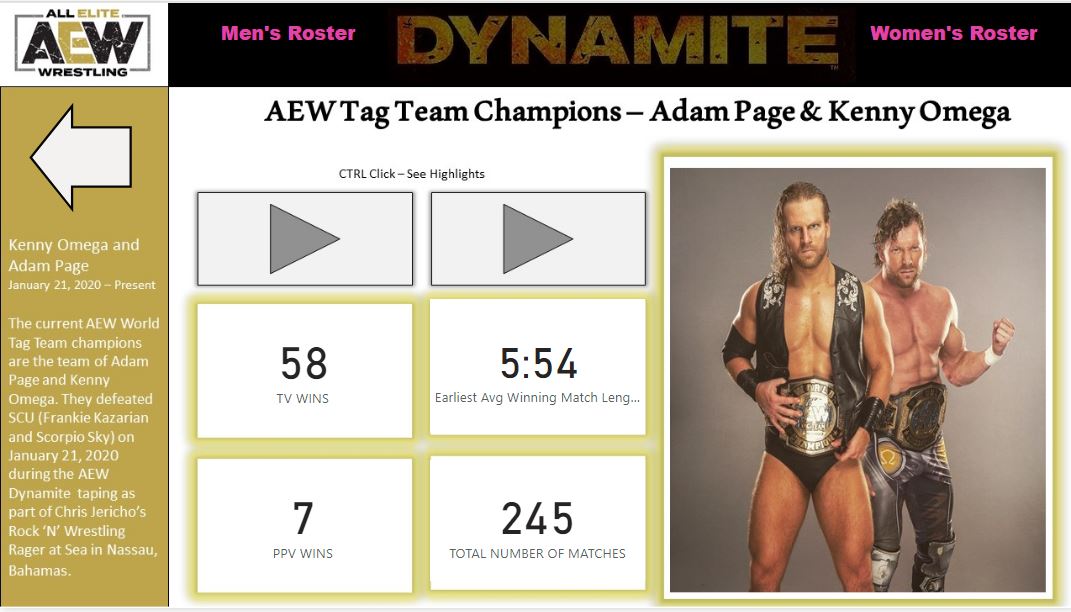 ALL ELITE
AEW
WRESTLING
Men's Roster
DYNAMITE
TM
Women's Roster
AEW Tag Team Champions – Adam Page & Kenny Omega
CTRL Click – See Highlights
Kenny Omega and
Adam Page
January 21, 2020 – Present
The current AEW World
Tag Team champions
are the team of Adam
Page and Kenny
Omega. They defeated
SCU (Frankie Kazarian
and Scorpio Sky) on
January 21, 2020
during the AEW
Dynamite taping as
part of Chris Jericho’s
Rock ‘N’ Wrestling
Rager at Sea in Nassau,
Bahamas.
58
TV WINS
5:54
Earliest Avg Winning Match Leng...
7
PPV WINS
245
TOTAL NUMBER OF MATCHES